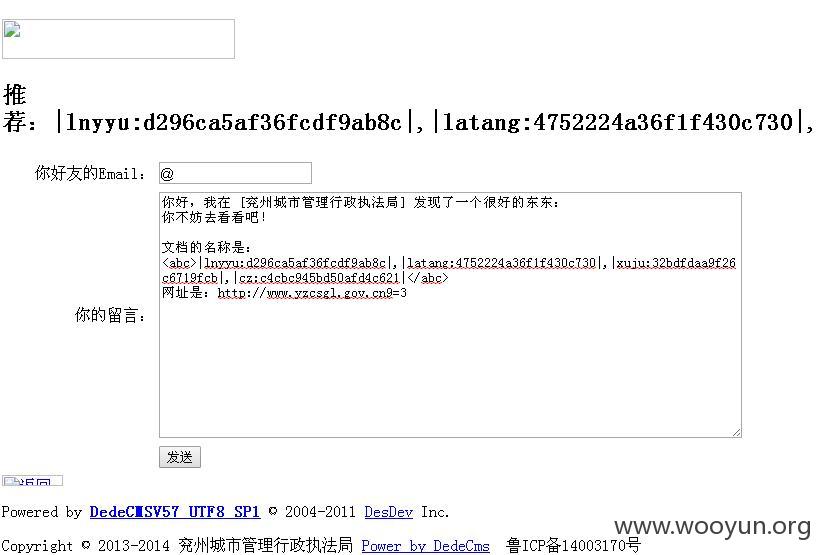 推
荐：|lnyyu:d296ca5af36fcdf9ab8c|,|latang:4752224a36f1f430c730|,
你好友的Email： @
你好，我在 [兖州城市管理行政执法局] 发现了一个很好的东东：
你不妨去看看吧！
文档的名称是：
<abc>|lnyyu:d296ca5af36fcdf9ab8c|,|latang:4752224a36f1f430c730|,|xuju:32bdfdaa9f26
c6719fcb|,|cz:c4cbc945bd50afd4c621|</abc>
网址是：http://www.yzcsgl.gov.cn9=3
你的留言：
发送
返回
Powered by DedeCMSV57_UTF8_SP1 © 2004-2011 DesDev Inc.
www.wooyun.org
Copyright © 2013-2014 兖州城市管理行政执法局 Power by DedeCms 鲁ICP备14003170号